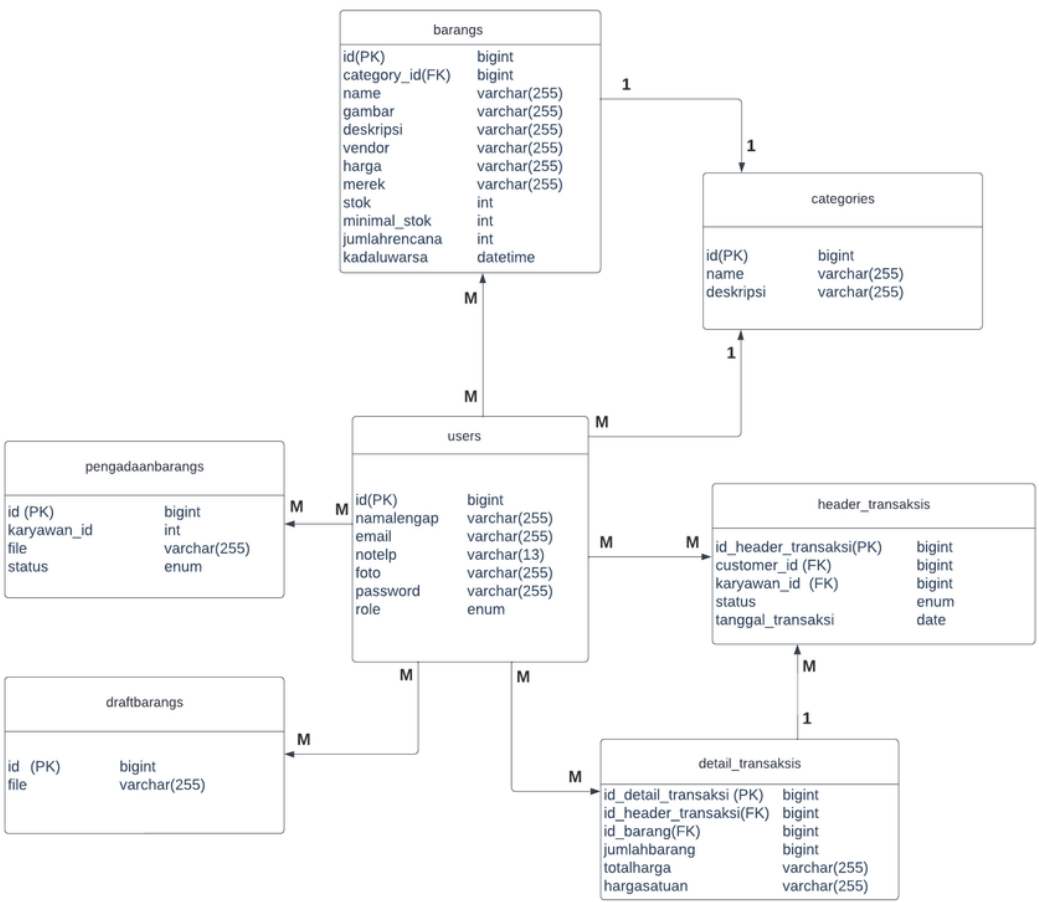 barangs
id(PK) bigint
category_id(FK) bigint
name varchar(255)
gambar varchar(255)
deskripsi varchar(255)
vendor varchar(255)
harga varchar(255)
merek varchar(255)
stok int
minimal_stok int
jumlahrencana int
kadaluwarsa datetime
1
1
categories
id(PK) bigint
name varchar(255)
deskripsi varchar(255)
M
M
1
M
users
id(PK) bigint
namalengap varchar(255)
email varchar(255)
notelp varchar(13)
foto varchar(255)
password varchar(255)
role enum
pengadaanbarangs
id (PK) bigint
karyawan_id int
file varchar(255)
status enum
M M
M M
header_transaksis
id_header_transaksi(PK) bigint
customer_id (FK) bigint
karyawan_id (FK) bigint
status enum
tanggal_transaksi date
M
M
draftbarangs
id (PK) bigint
file varchar(255)
M
M
M
1
detail_transaksis
id_detail_transaksi (PK) bigint
id_header_transaksi(FK) bigint
id_barang(FK) bigint
jumlahbarang bigint
totalharga varchar(255)
hargasatuan varchar(255)